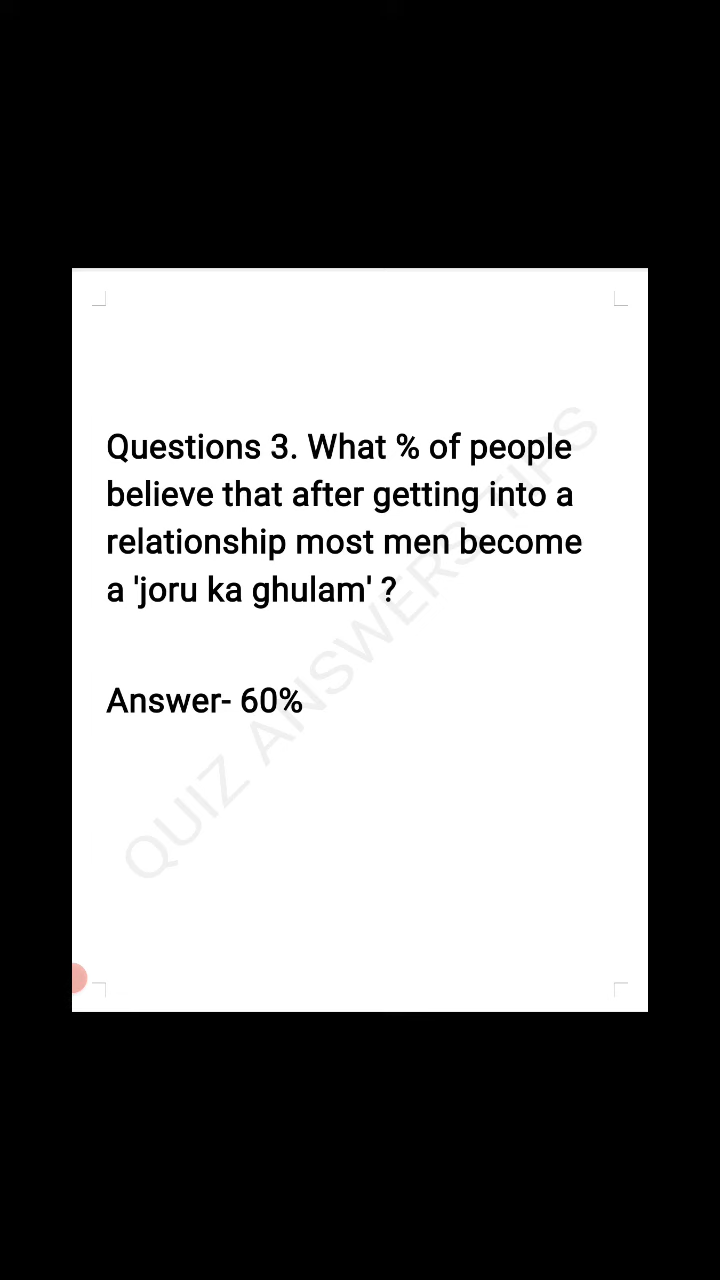 Questions 3. What % of people
believe that after getting into a
relationship most men become
a 'joru ka ghulam' ?
Answer- 60%
QUIZ ANSWERS TIPS